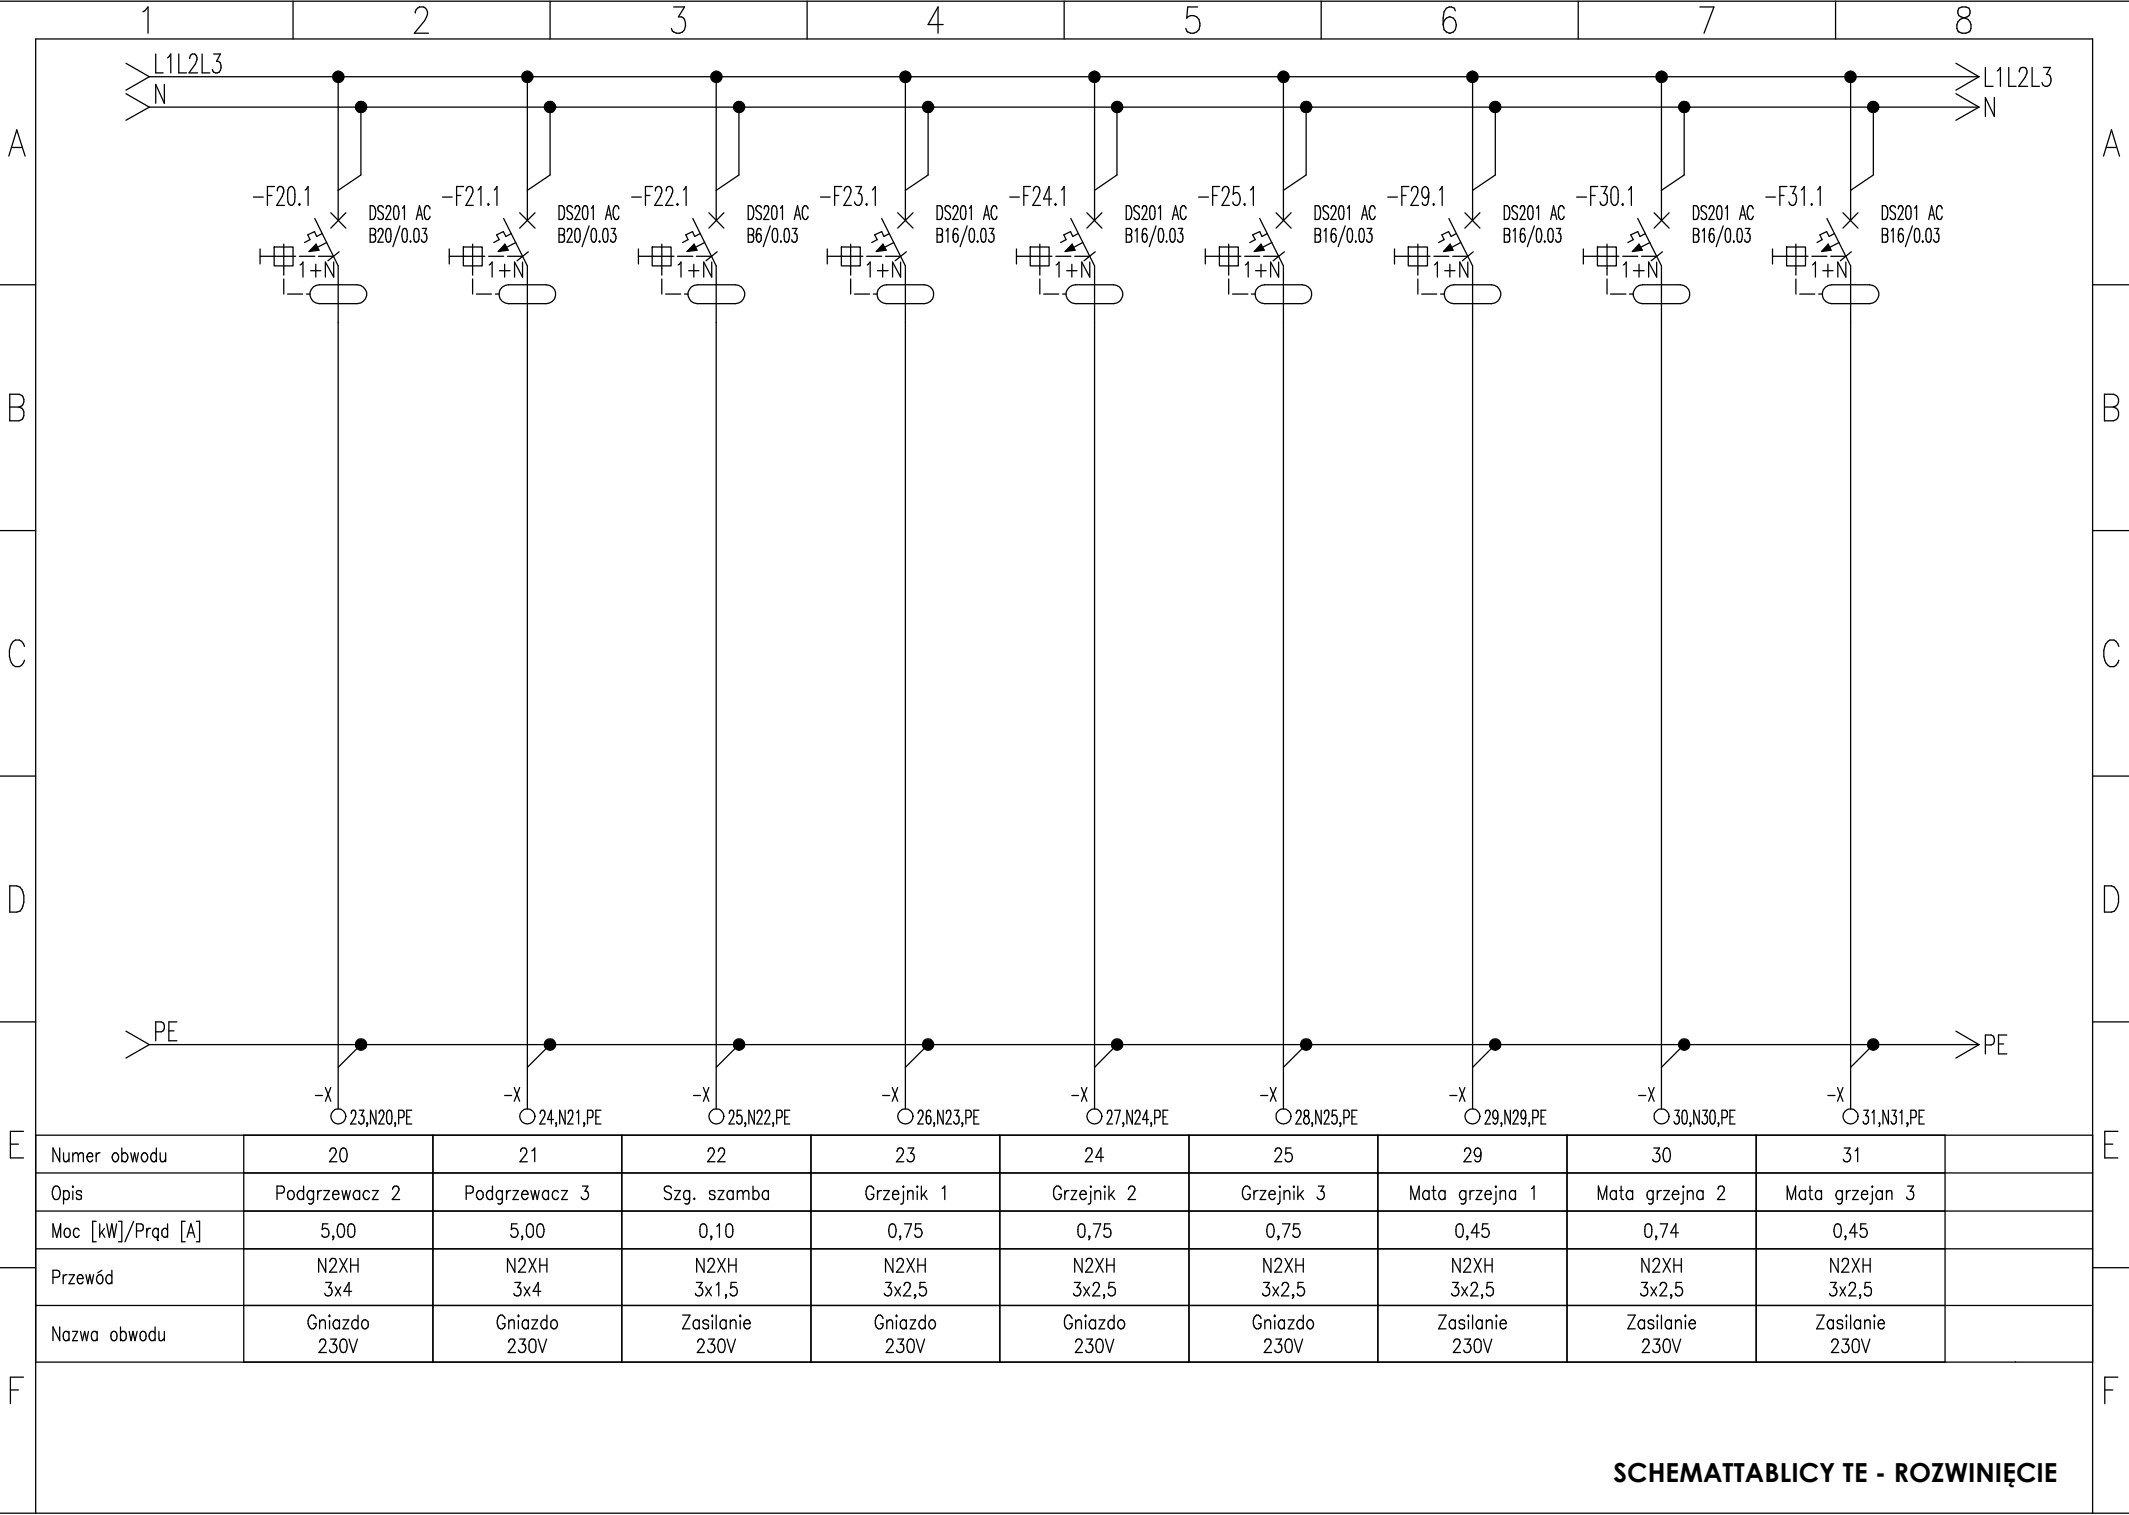 1 2 3 4 5 6 7 8
L1L2L3 L1L2L3
N N
A A
-F20.1 -F21.1 -F22.1 -F23.1 -F24.1 -F25.1 -F29.1 -F30.1 -F31.1
DS201 AC DS201 AC DS201 AC DS201 AC DS201 AC DS201 AC DS201 AC DS201 AC DS201 AC
B20/0.03 B20/0.03 B6/0.03 B16/0.03 B16/0.03 B16/0.03 B16/0.03 B16/0.03 B16/0.03
1+N 1+N 1+N 1+N 1+N 1+N 1+N 1+N 1+N
B B
C C
D D
PE PE
-X -X -X -X -X -X -X -X -X
23,N20,PE 24,N21,PE 25,N22,PE 26,N23,PE 27,N24,PE 28,N25,PE 29,N29,PE 30,N30,PE 31,N31,PE
E E
Numer obwodu 20 21 22 23 24 25 29 30 31
Opis Podgrzewacz 2 Podgrzewacz 3 Szg. szamba Grzejnik 1 Grzejnik 2 Grzejnik 3 Mata grzejna 1 Mata grzejna 2 Mata grzejan 3
Moc [kW]/Prąd [A] 5,00 5,00 0,10 0,75 0,75 0,75 0,45 0,74 0,45
Przewód N2XH N2XH N2XH N2XH N2XH N2XH N2XH N2XH N2XH
3x4 3x4 3x1,5 3x2,5 3x2,5 3x2,5 3x2,5 3x2,5 3x2,5
Nazwa obwodu Gniazdo Gniazdo Zasilanie Gniazdo Gniazdo Gniazdo Zasilanie Zasilanie Zasilanie
230V 230V 230V 230V 230V 230V 230V 230V 230V
F F
SCHEMATTABLICY TE - ROZWINIĘCIE